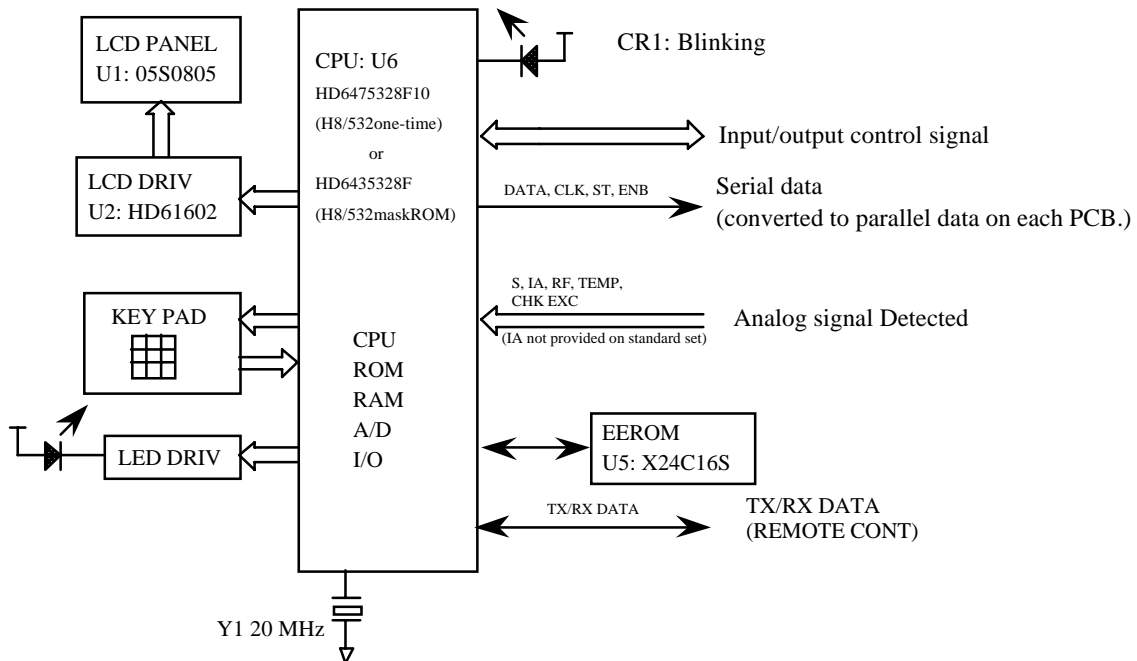 LCD PANEL
U1: 05S0805
LCD DRIV
U2: HD61602
KEY PAD
LED DRIV
CPU: U6
HD6475328F10
(H8/532one-time)
or
HD6435328F
(H8/532maskROM)
CPU
ROM
RAM
A/D
I/O
Y1 20 MHz
CR1: Blinking
Input/output control signal
DATA, CLK, ST, ENB
Serial data
(converted to parallel data on each PCB.)
S, IA, RF, TEMP,
CHK EXC
(IA not provided on standard set)
Analog signal Detected
EEROM
U5: X24C16S
TX/RX DATA
TX/RX DATA
(REMOTE CONT)